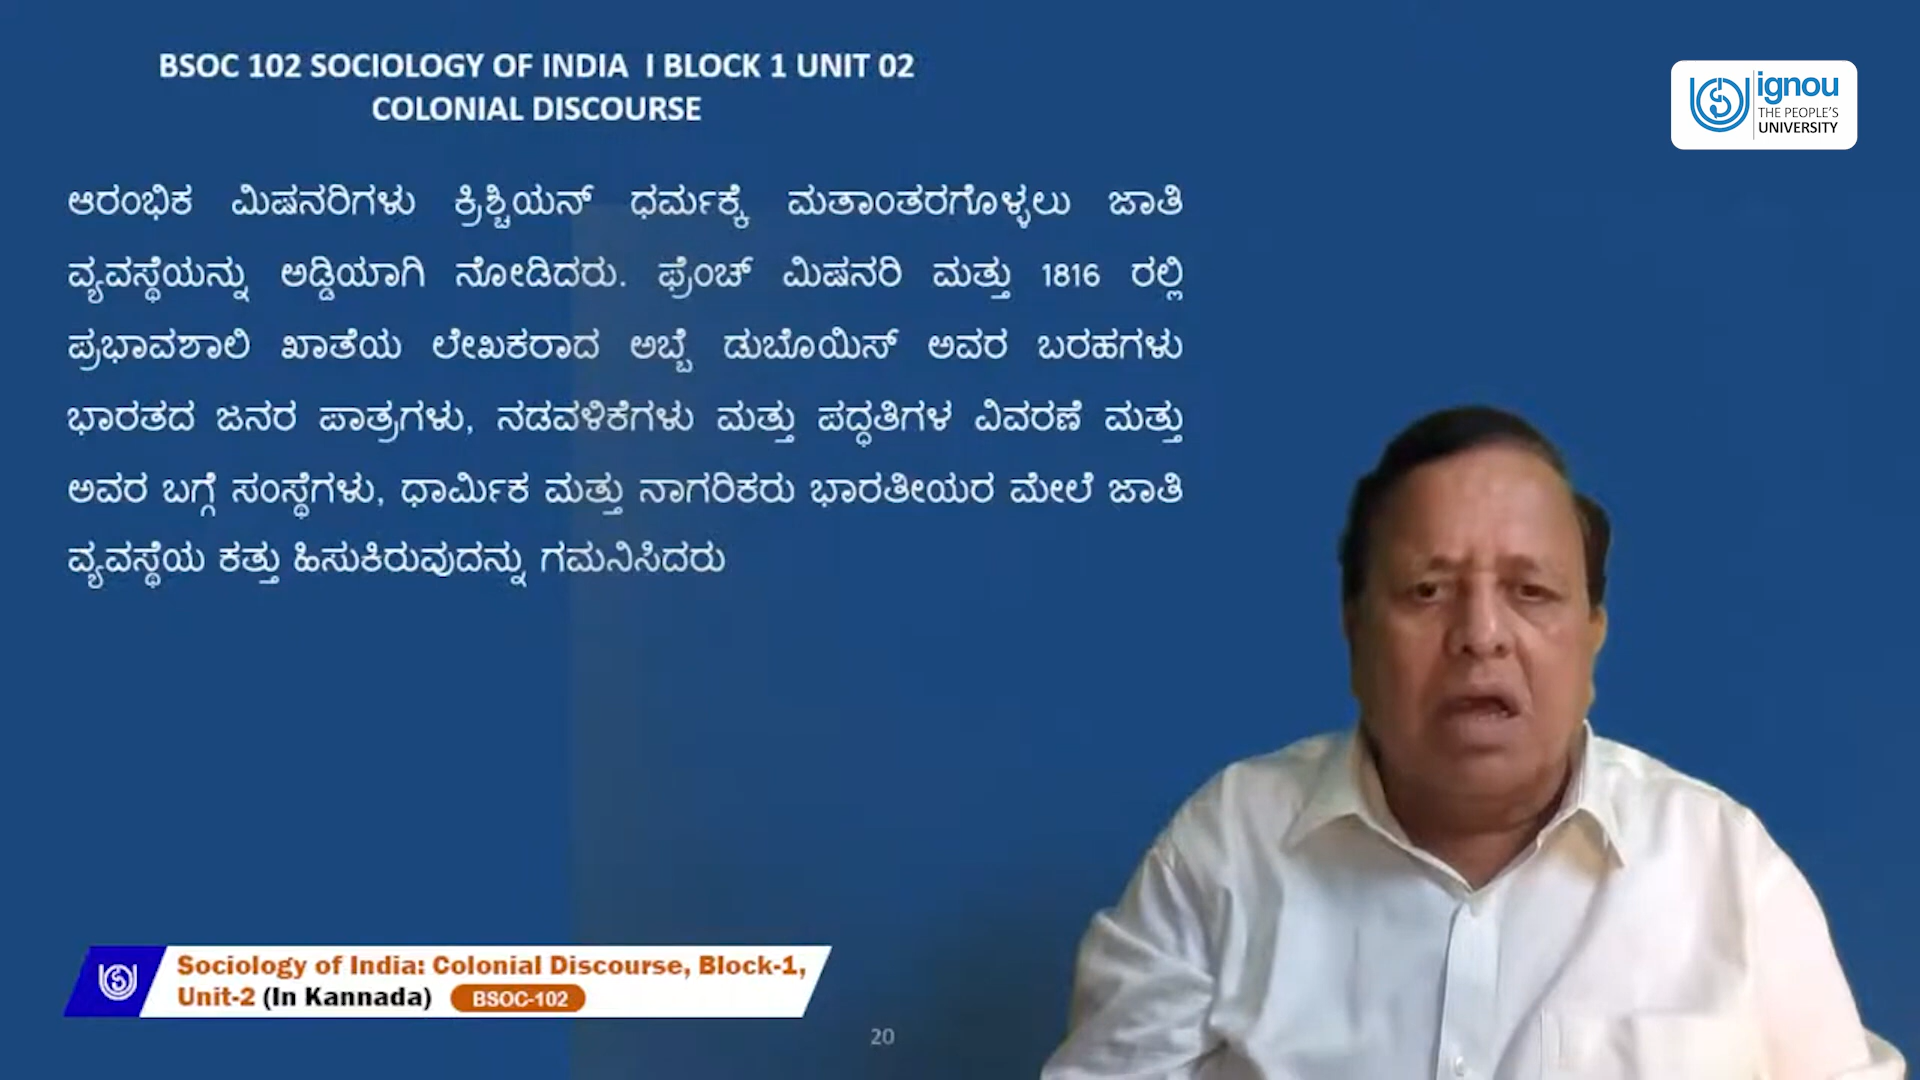 BSOC 102 SOCIOLOGY OF INDIA I BLOCK 1 UNIT 02
COLONIAL DISCOURSE
ignou
THE PEOPLE'S
UNIVERSITY
ಆರಂಭಿಕ ಮಿಷನರಿಗಳು ಕ್ರಿಶ್ಚಿಯನ್ ಧರ್ಮಕ್ಕೆ ಮತಾಂತರಗೊಳ್ಳಲು ಜಾತಿ
ವ್ಯವಸ್ಥೆಯನ್ನು ಅಡ್ಡಿಯಾಗಿ ನೋಡಿದರು. ಫ್ರೆಂಚ್ ಮಿಷನರಿ ಮತ್ತು 1816 ರಲ್ಲಿ
ಪ್ರಭಾವಶಾಲಿ ಖಾತೆಯ ಲೇಖಕರಾದ ಅಬ್ಬೆ ಡುಬೊಯಿಸ್ ಅವರ ಬರಹಗಳು
ಭಾರತದ ಜನರ ಪಾತ್ರಗಳು, ನಡವಳಿಕೆಗಳು ಮತ್ತು ಪದ್ಧತಿಗಳ ವಿವರಣೆ ಮತ್ತು
ಅವರ ಬಗ್ಗೆ ಸಂಸ್ಥೆಗಳು, ಧಾರ್ಮಿಕ ಮತ್ತು ನಾಗರಿಕರು ಭಾರತೀಯರ ಮೇಲೆ ಜಾತಿ
ವ್ಯವಸ್ಥೆಯ ಕತ್ತು ಹಿಸುಕಿರುವುದನ್ನು ಗಮನಿಸಿದರು
Sociology of India: Colonial Discourse, Block-1,
Unit-2 (In Kannada) BSOC-102
20